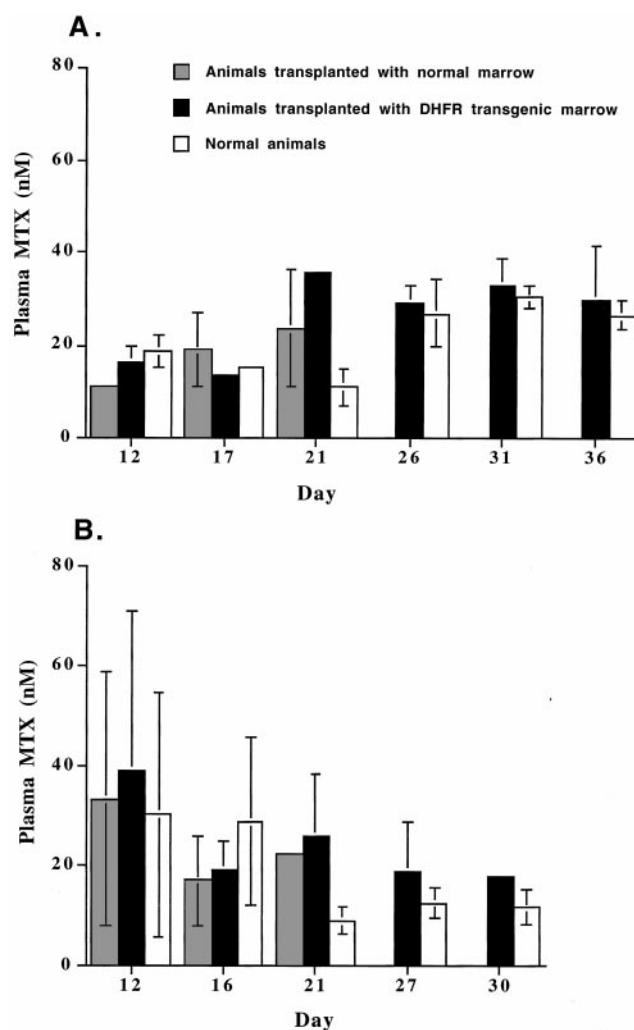 A.
80
Animals transplanted with normal marrow
Animals transplanted with DHFR transgenic marrow
60
Normal animals
Plasma MTX (nM)
40
20
0
12 17 21 26 31 36
Day
B.
80
60
Plasma MTX (nM)
40
20
0
12 16 21 27 30
Day